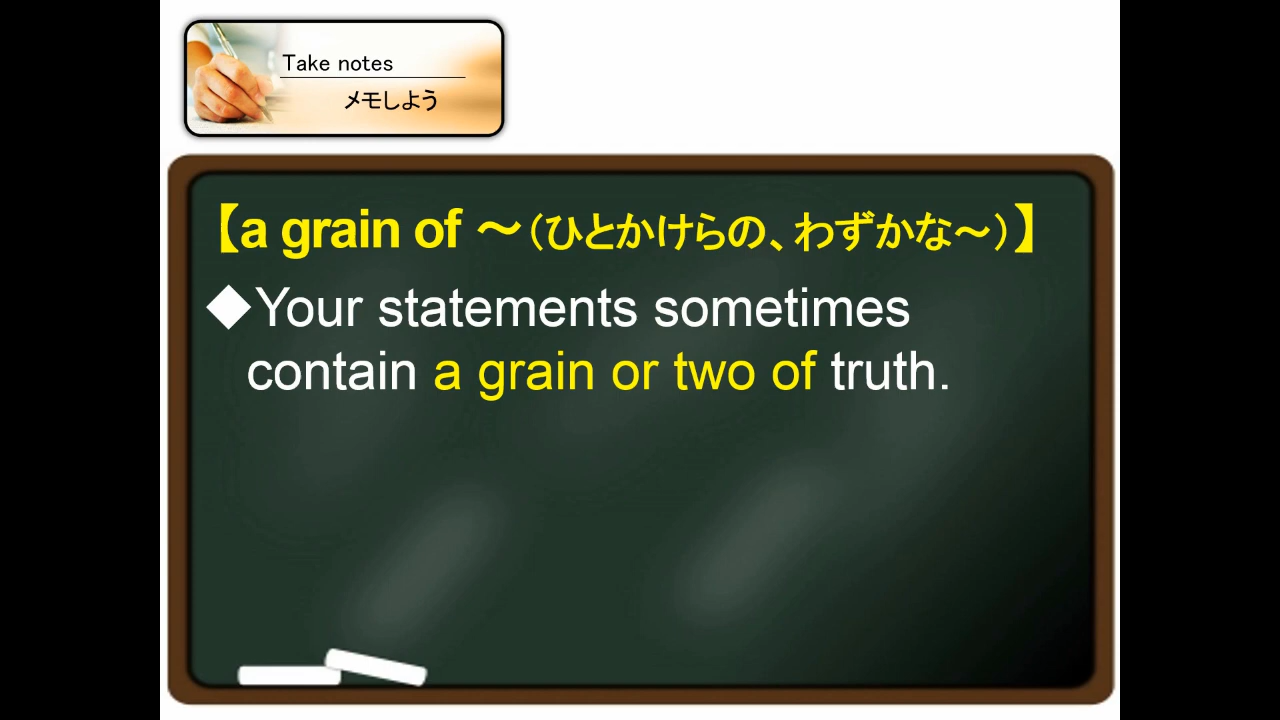 Take notes
メモしよう
【a grain of ～（ひとかけらの、わずかな～）】
◆Your statements sometimes
contain a grain or two of truth.